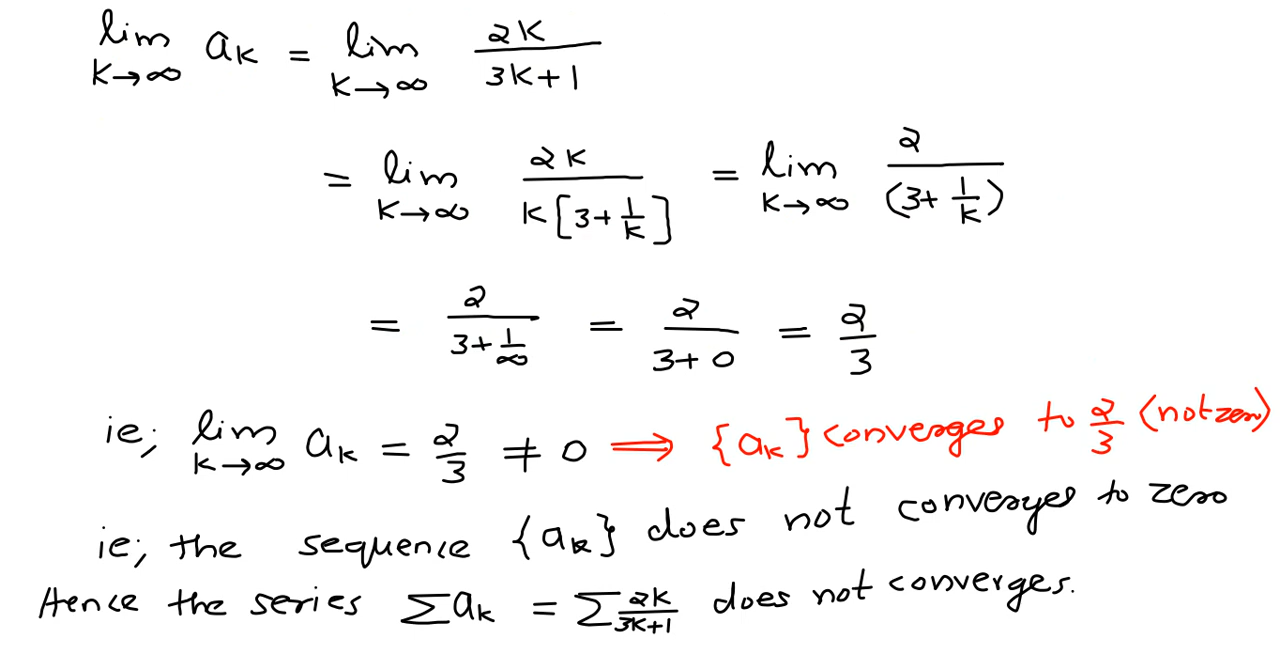 lim_{K→∞} a_K = lim_{K→∞} 2K/(3K+1)
= lim_{K→∞} 2K/(K[3+1/K]) = lim_{K→∞} 2/(3+1/K)
= 2/(3+1/∞) = 2/(3+0) = 2/3
ie; lim_{K→∞} a_K = 2/3 ≠ 0 ⟹ {a_K} converges to 2/3 (not zero)
ie; the sequence {a_k} does not converges to zero
Hence the series ∑a_K = ∑ 2K/(3K+1) does not converges.